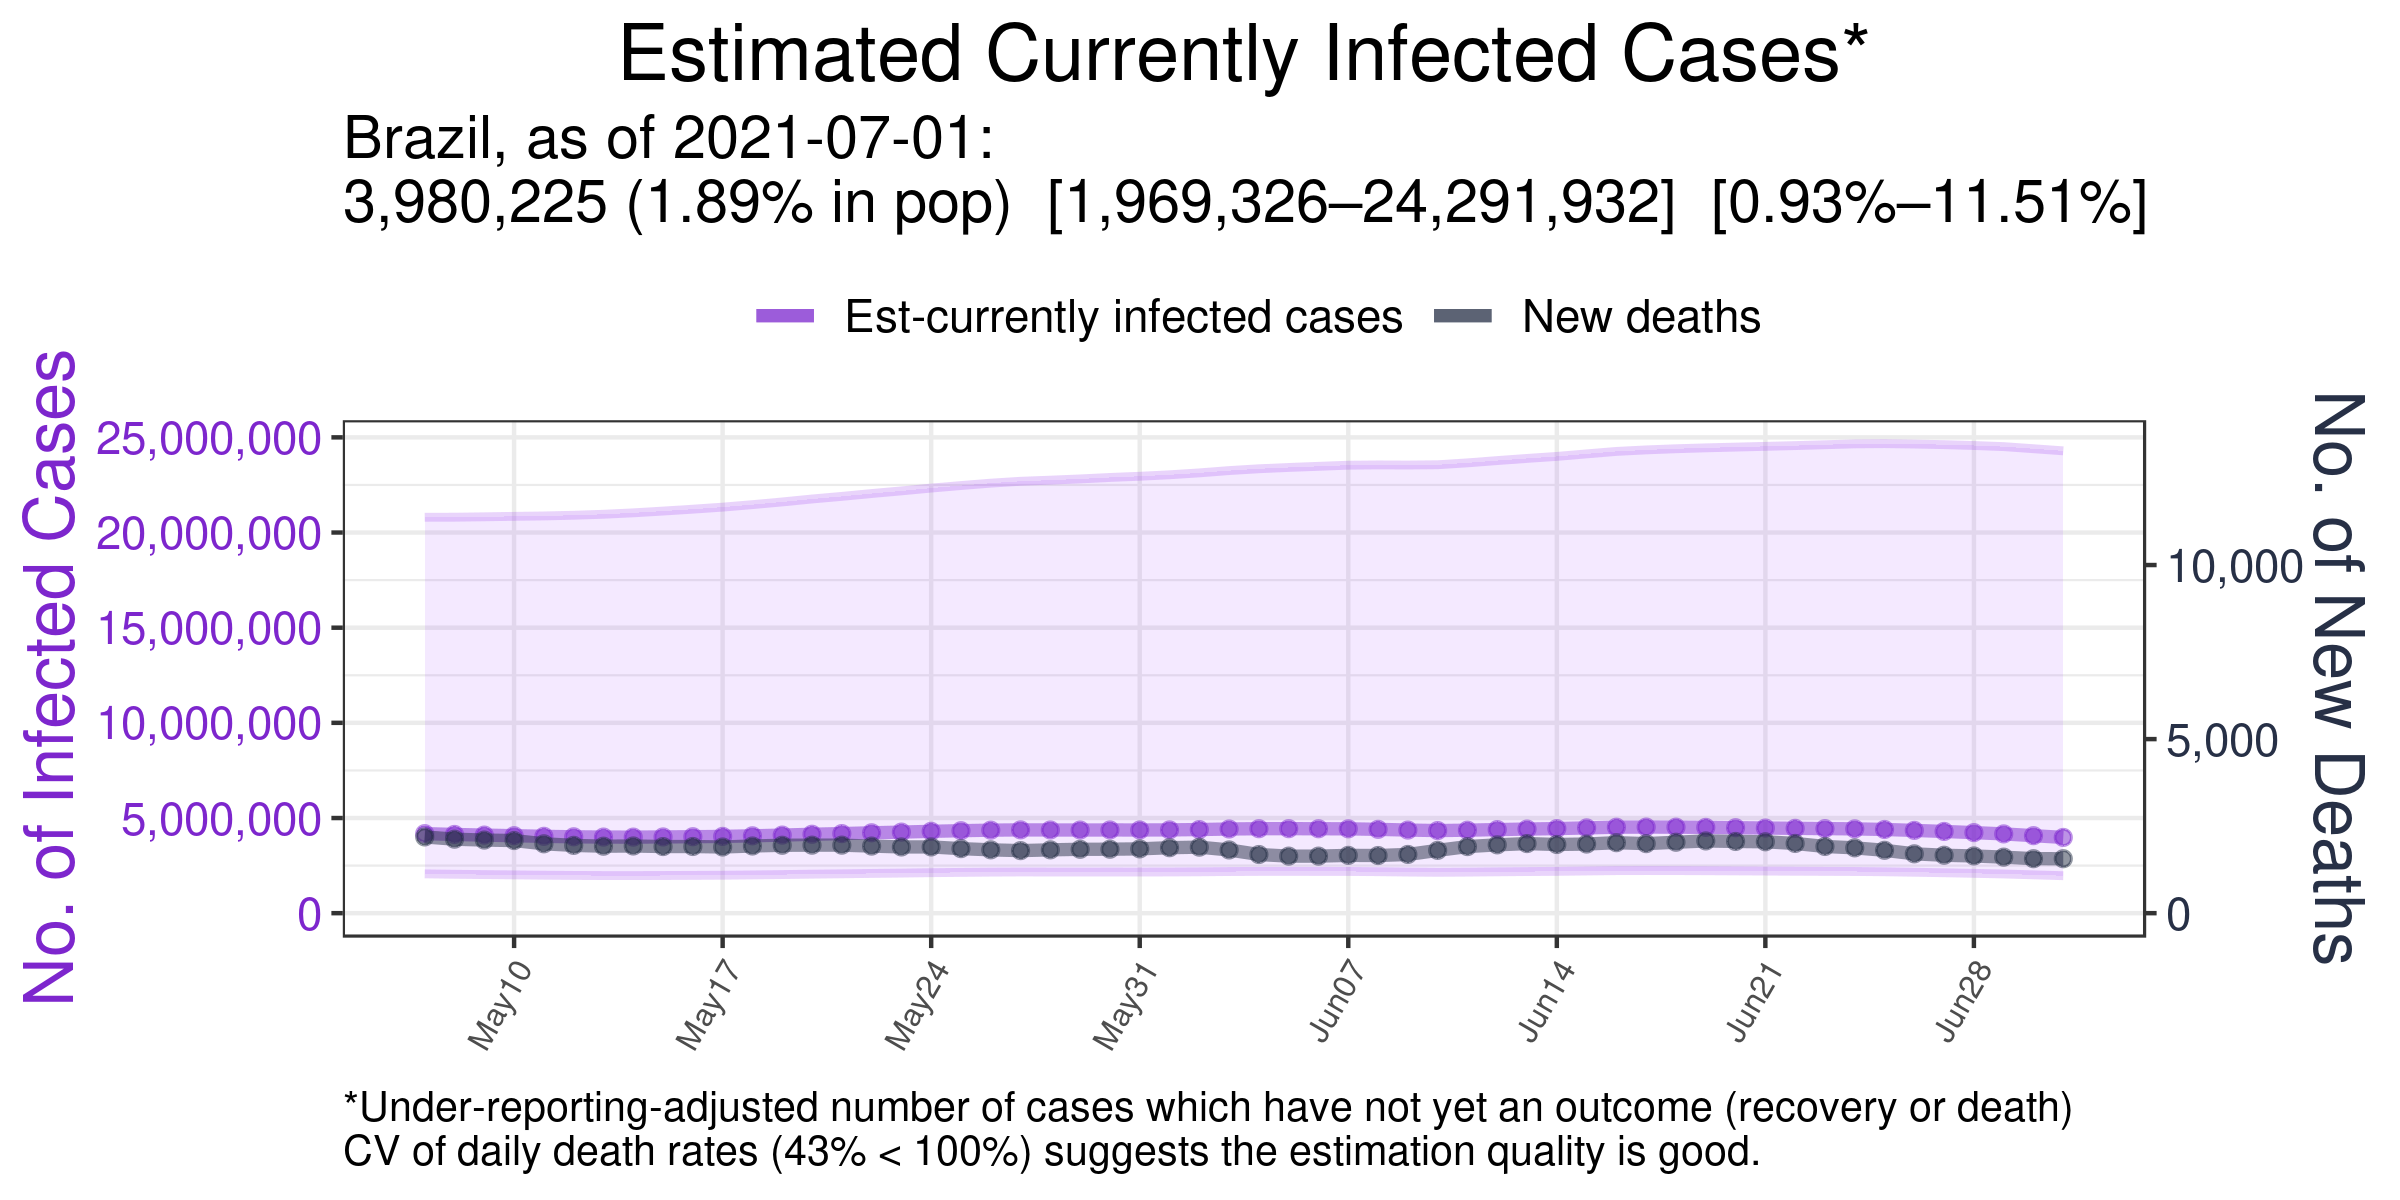 Estimated Currently Infected Cases*
Brazil, as of 2021-07-01:
3,980,225 (1.89% in pop) [1,969,326–24,291,932] [0.93%–11.51%]
Est-currently infected cases New deaths
No. of Infected Cases
25,000,000
20,000,000
15,000,000
10,000,000
5,000,000
0
10,000
5,000
0
No. of New Deaths
May10 May17 May24 May31 Jun07 Jun14 Jun21 Jun28
*Under-reporting-adjusted number of cases which have not yet an outcome (recovery or death)
CV of daily death rates (43% < 100%) suggests the estimation quality is good.